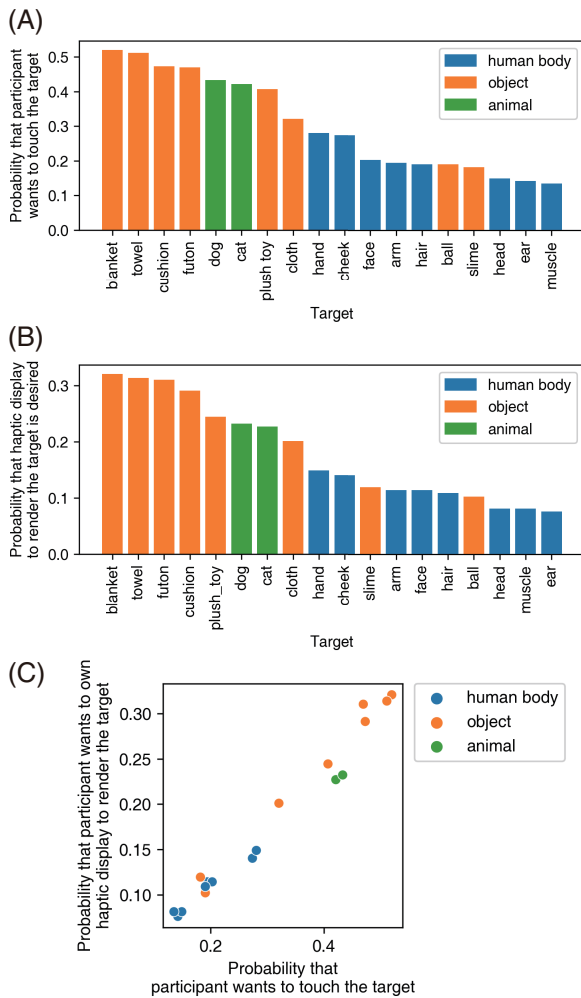 (A)
Probability that participant
wants to touch the target
0.5
0.4
0.3
0.2
0.1
0.0
human body
object
animal
banket
towel
cushion
futon
dog
cat
plush toy
cloth
hand
cheek
face
arm
hair
ball
slime
head
ear
muscle
Target
(B)
Probability that haptic display
to render the target is desired
0.3
0.2
0.1
0.0
human body
object
animal
blanket
towel
futon
cushion
plush_toy
dog
cat
cloth
hand
cheek
slime
arm
face
hair
ball
head
muscle
ear
Target
(C)
Probability that participant wants to own
haptic display to render the target
0.30
0.25
0.20
0.15
0.10
human body
object
animal
0.2
0.4
Probability that
participant wants to touch the target